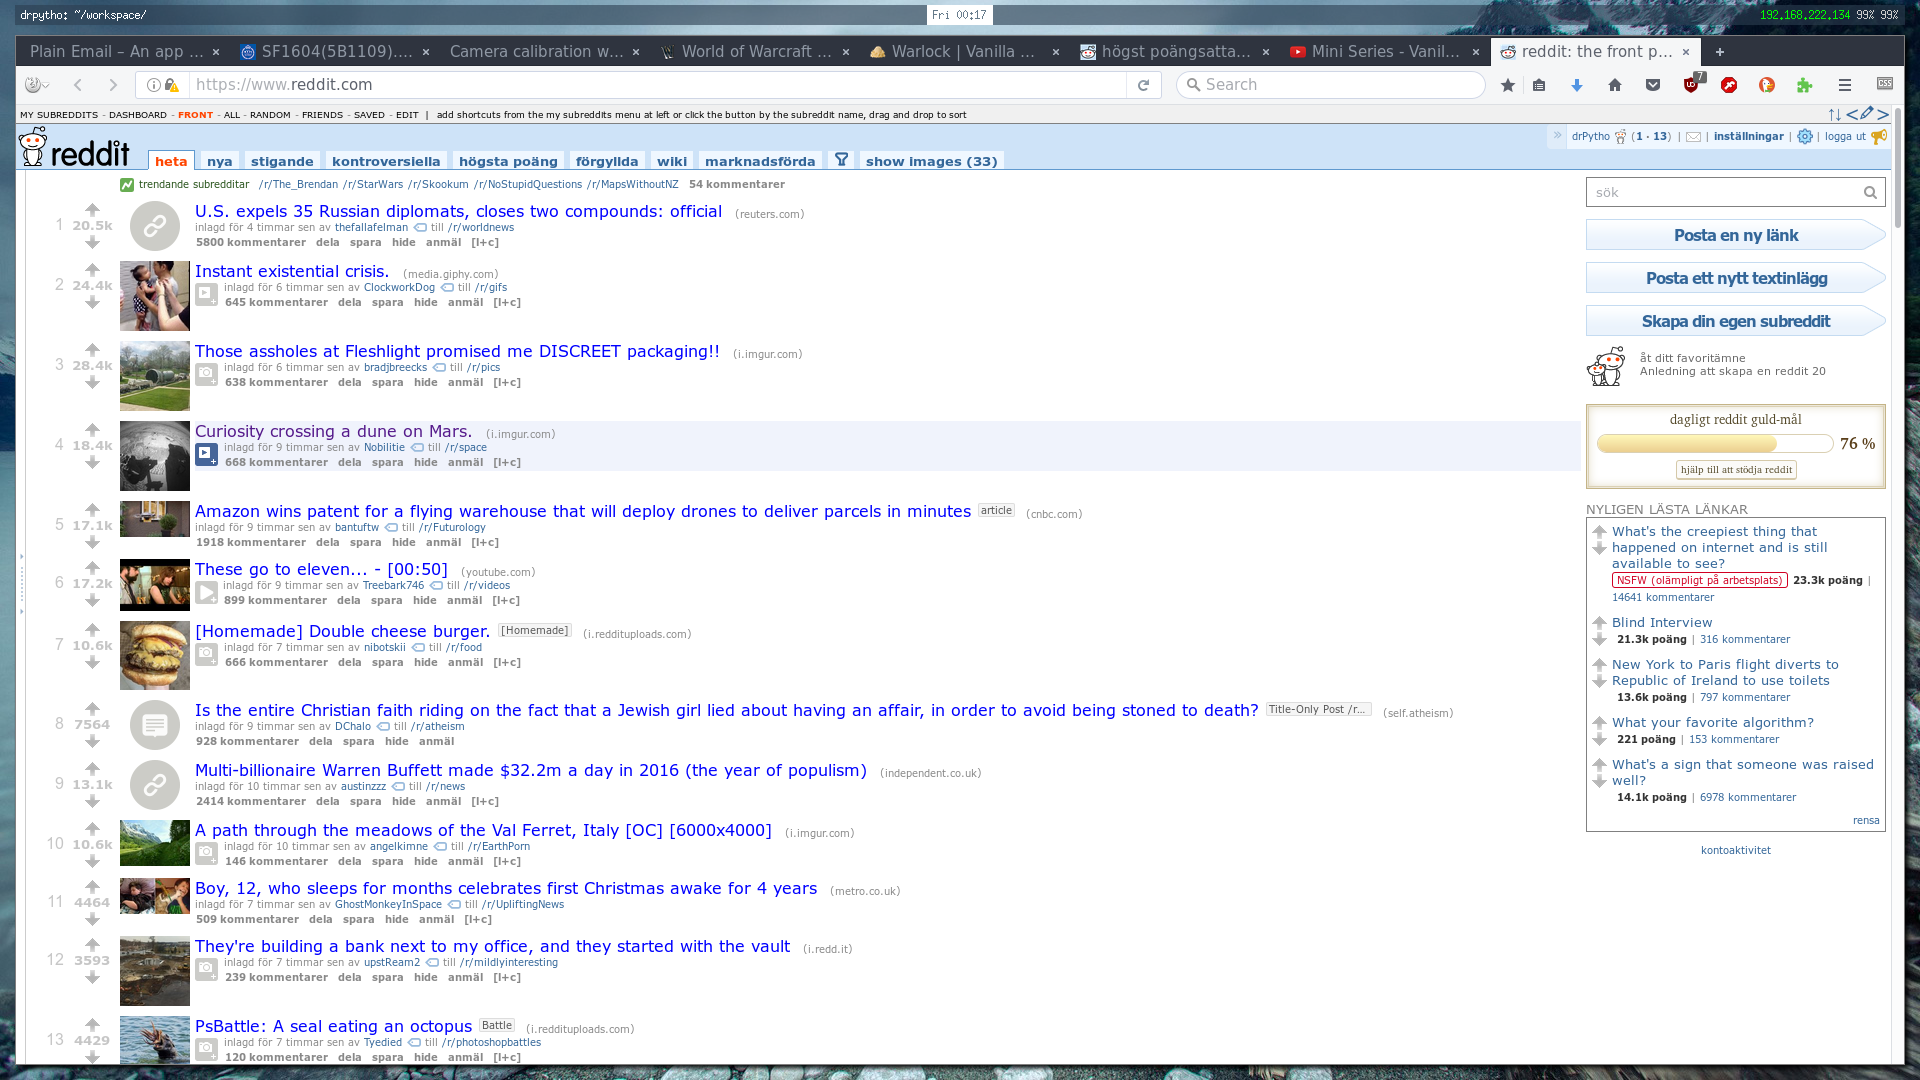 drpytho: ~/workspace/
Fri 00:17
192.168.222.134 99% 99%
Plain Email – An app ...
SF1604(5B1109)....
Camera calibration w...
World of Warcraft ...
Warlock | Vanilla ...
högst poängsatta...
Mini Series - Vanil...
reddit: the front p...
https://www.reddit.com
Search
7
CSS
MY SUBREDDITS - DASHBOARD - FRONT - ALL - RANDOM - FRIENDS - SAVED - EDIT | add shortcuts from the my subreddits menu at left or click the button by the subreddit name, drag and drop to sort
reddit heta nya stigande kontroversiella högsta poäng förgyllda wiki marknadsförda show images (33)
drPytho (1 · 13) | | inställningar | | logga ut
trendande subredditar /r/The_Brendan /r/StarWars /r/Skookum /r/NoStupidQuestions /r/MapsWithoutNZ 54 kommentarer
1 20.5k
U.S. expels 35 Russian diplomats, closes two compounds: official (reuters.com)
inlagd för 4 timmar sen av thefallafelman till /r/worldnews
5800 kommentarer dela spara hide anmäl [l+c]
2 24.4k
Instant existential crisis. (media.giphy.com)
inlagd för 6 timmar sen av ClockworkDog till /r/gifs
645 kommentarer dela spara hide anmäl [l+c]
3 28.4k
Those assholes at Fleshlight promised me DISCREET packaging!! (i.imgur.com)
inlagd för 6 timmar sen av bradjbreecks till /r/pics
638 kommentarer dela spara hide anmäl [l+c]
4 18.4k
Curiosity crossing a dune on Mars. (i.imgur.com)
inlagd för 9 timmar sen av Nobilitie till /r/space
668 kommentarer dela spara hide anmäl [l+c]
5 17.1k
Amazon wins patent for a flying warehouse that will deploy drones to deliver parcels in minutes article (cnbc.com)
inlagd för 9 timmar sen av bantuftw till /r/Futurology
1918 kommentarer dela spara hide anmäl [l+c]
6 17.2k
These go to eleven... - [00:50] (youtube.com)
inlagd för 9 timmar sen av Treebark746 till /r/videos
899 kommentarer dela spara hide anmäl [l+c]
7 10.6k
[Homemade] Double cheese burger. [Homemade] (i.reddituploads.com)
inlagd för 7 timmar sen av nibotskii till /r/food
666 kommentarer dela spara hide anmäl [l+c]
8 7564
Is the entire Christian faith riding on the fact that a Jewish girl lied about having an affair, in order to avoid being stoned to death? Title-Only Post /r... (self.atheism)
inlagd för 9 timmar sen av DChalo till /r/atheism
928 kommentarer dela spara hide anmäl
9 13.1k
Multi-billionaire Warren Buffett made $32.2m a day in 2016 (the year of populism) (independent.co.uk)
inlagd för 10 timmar sen av austinzzz till /r/news
2414 kommentarer dela spara hide anmäl [l+c]
10 10.6k
A path through the meadows of the Val Ferret, Italy [OC] [6000x4000] (i.imgur.com)
inlagd för 10 timmar sen av angelkimne till /r/EarthPorn
146 kommentarer dela spara hide anmäl [l+c]
11 4464
Boy, 12, who sleeps for months celebrates first Christmas awake for 4 years (metro.co.uk)
inlagd för 7 timmar sen av GhostMonkeyInSpace till /r/UpliftingNews
509 kommentarer dela spara hide anmäl [l+c]
12 3593
They're building a bank next to my office, and they started with the vault (i.redd.it)
inlagd för 7 timmar sen av upstReam2 till /r/mildlyinteresting
239 kommentarer dela spara hide anmäl [l+c]
13 4429
PsBattle: A seal eating an octopus Battle (i.reddituploads.com)
inlagd för 7 timmar sen av Tyedied till /r/photoshopbattles
120 kommentarer dela spara hide anmäl [l+c]
sök
Posta en ny länk
Posta ett nytt textinlägg
Skapa din egen subreddit
åt ditt favoritämne
Anledning att skapa en reddit 20
dagligt reddit guld-mål
76 %
hjälp till att stödja reddit
NYLIGEN LÄSTA LÄNKAR
What's the creepiest thing that
happened on internet and is still
available to see?
NSFW (olämpligt på arbetsplats) 23.3k poäng |
14641 kommentarer
Blind Interview
21.3k poäng | 316 kommentarer
New York to Paris flight diverts to
Republic of Ireland to use toilets
13.6k poäng | 797 kommentarer
What your favorite algorithm?
221 poäng | 153 kommentarer
What's a sign that someone was raised
well?
14.1k poäng | 6978 kommentarer
rensa
kontoaktivitet